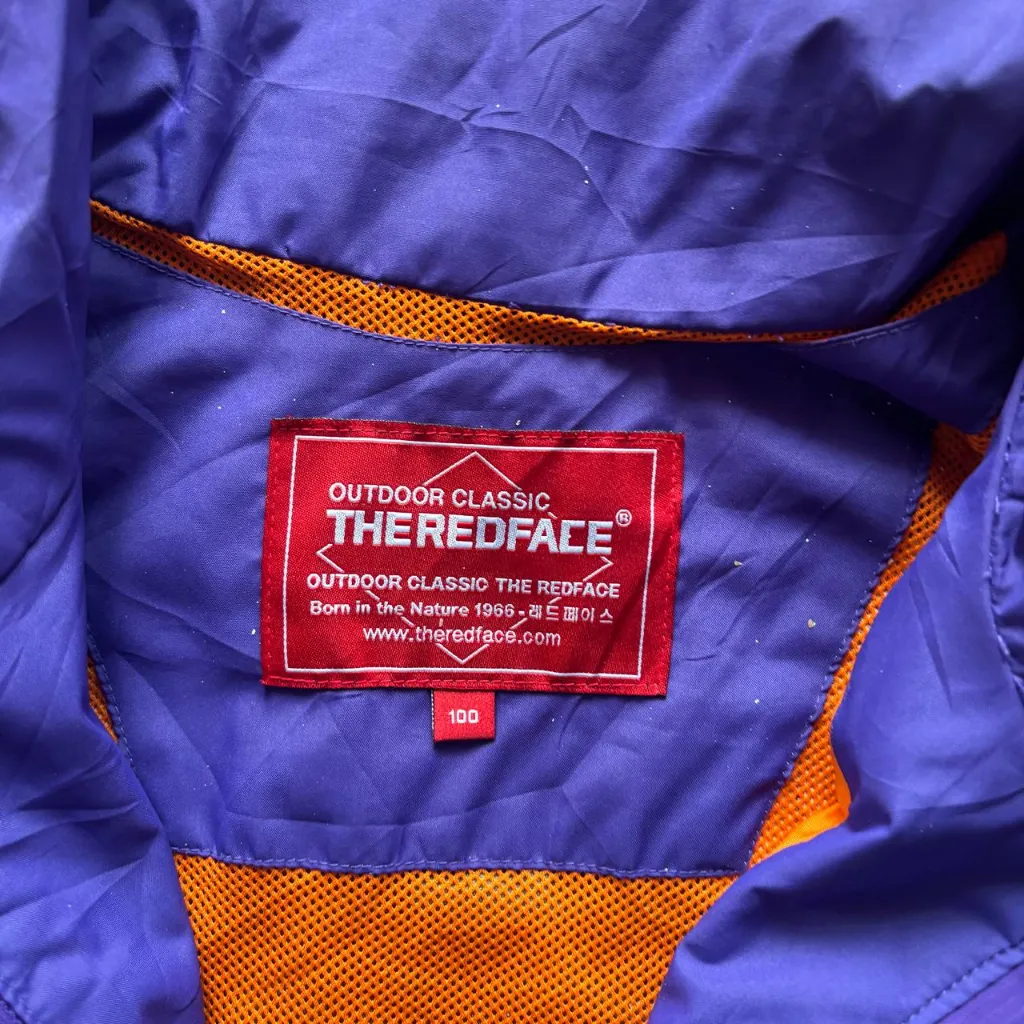 OUTDOOR CLASSIC
THEREDFACE®
OUTDOOR CLASSIC THE REDFACE
Born in the Nature 1966 - 레드페이스
www.theredface.com
100